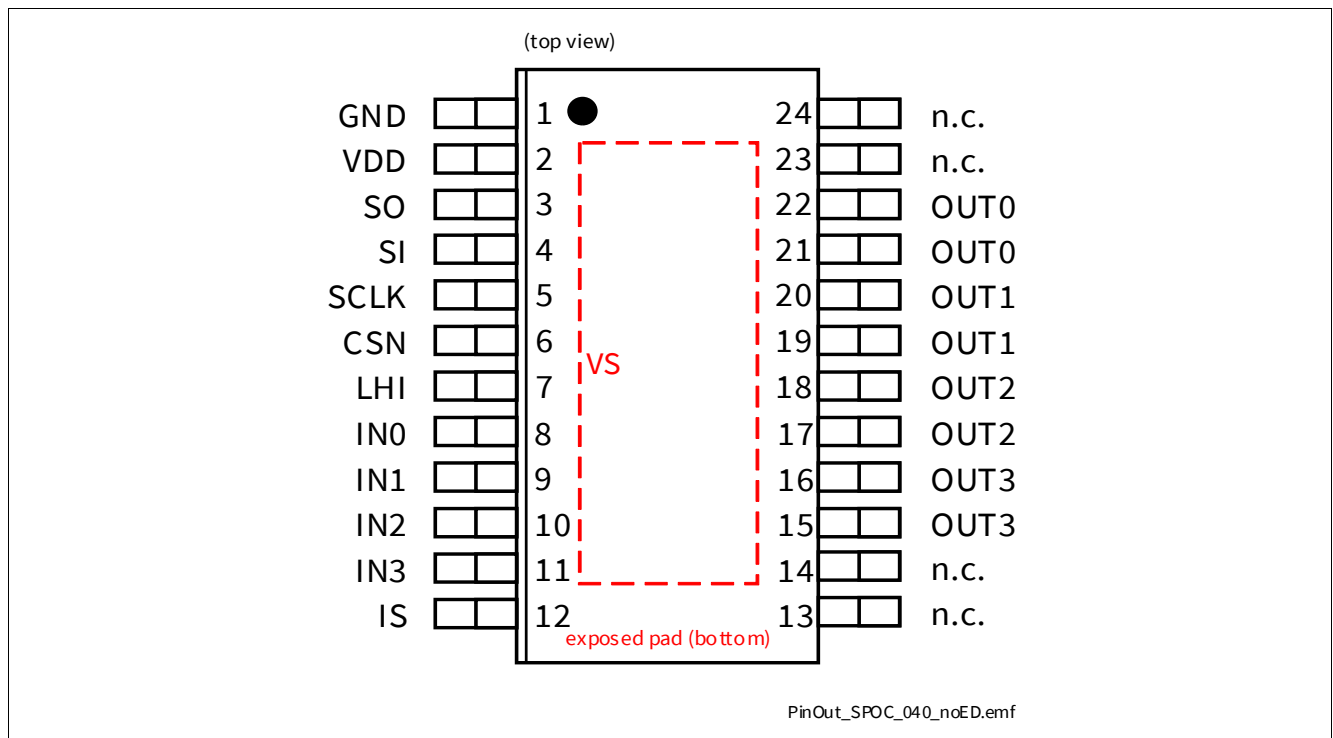 (top view)
GND 1 24 n.c.
VDD 2 23 n.c.
SO 3 22 OUT0
SI 4 21 OUT0
SCLK 5 20 OUT1
CSN 6 19 OUT1
VS
LHI 7 18 OUT2
IN0 8 17 OUT2
IN1 9 16 OUT3
IN2 10 15 OUT3
IN3 11 14 n.c.
IS 12 13 n.c.
exposed pad (bottom)
PinOut_SPOC_040_noED.emf